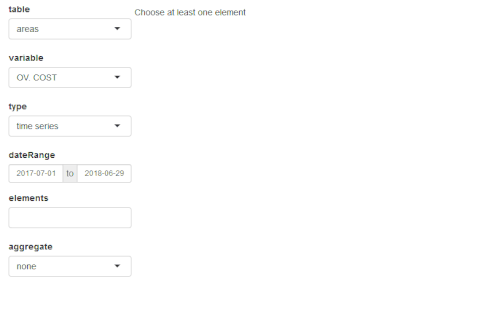 table
areas
Choose at least one element
variable
OV. COST
type
time series
dateRange
2017-07-01 to 2018-06-29
elements
aggregate
none